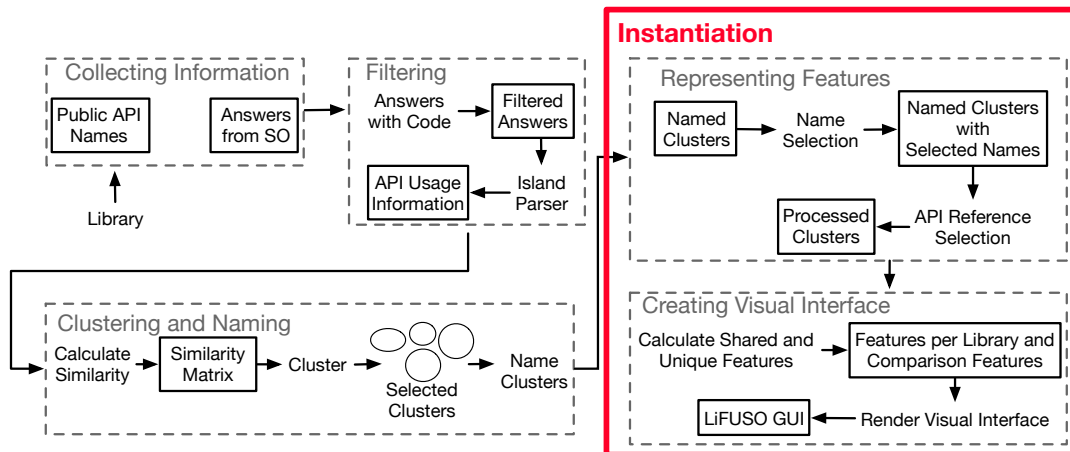 Collecting Information
Public API
Names
Answers
from SO
Library
Filtering
Answers
with Code
Filtered
Answers
API Usage
Information
Island
Parser
Clustering and Naming
Calculate
Similarity
Similarity
Matrix
Cluster
Selected
Clusters
Name
Clusters
Instantiation
Representing Features
Named
Clusters
Name
Selection
Named Clusters
with
Selected Names
Processed
Clusters
API Reference
Selection
Creating Visual Interface
Calculate Shared and
Unique Features
Features per Library and
Comparison Features
LiFUSO GUI
Render Visual Interface